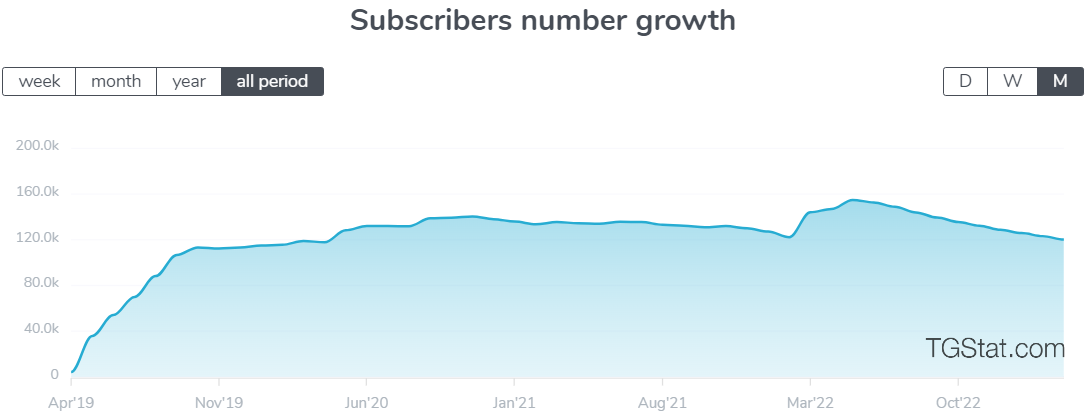 Subscribers number growth
week month year all period D W M
200.0k
160.0k
120.0k
80.0k
40.0k
TGStat.com
0
Apr'19 Nov'19 Jun'20 Jan'21 Aug'21 Mar'22 Oct'22